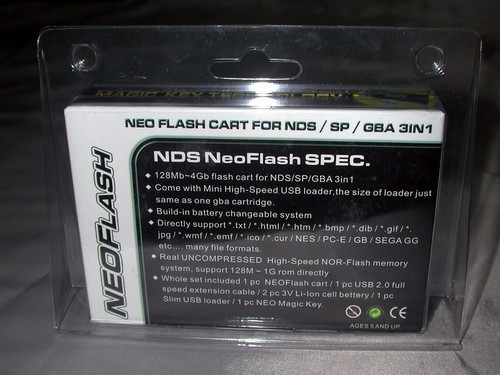 MAGIC KEY TECHNOLOGY
NEO FLASH CART FOR NDS / SP / GBA 3IN1
NEOFLASH
NDS NeoFlash SPEC.
128Mb~4Gb flash cart for NDS/SP/GBA 3in1
Come with Mini High-Speed USB loader,the size of loader just
same as one gba cartridge.
Build-in battery changeable system
Directly support *.txt / *.html / *.htm / *.bmp / *.dib / *.gif / *.
jpg / *.wmf / *.emf / *.ico / *.cur / NES / PC-E / GB / SEGA GG
etc.... many file formats.
Real UNCOMPRESSED High-Speed NOR-Flash memory
system. support 128M ~ 1G rom directly
Whole set included 1 pc NEOFlash cart / 1 pc USB 2.0 full
speed extension cable / 2 pc 3V Li-Ion cell battery / 1 pc
Slim USB loader / 1 pc NEO Magic Key.
CE
AGES 5 AND UP